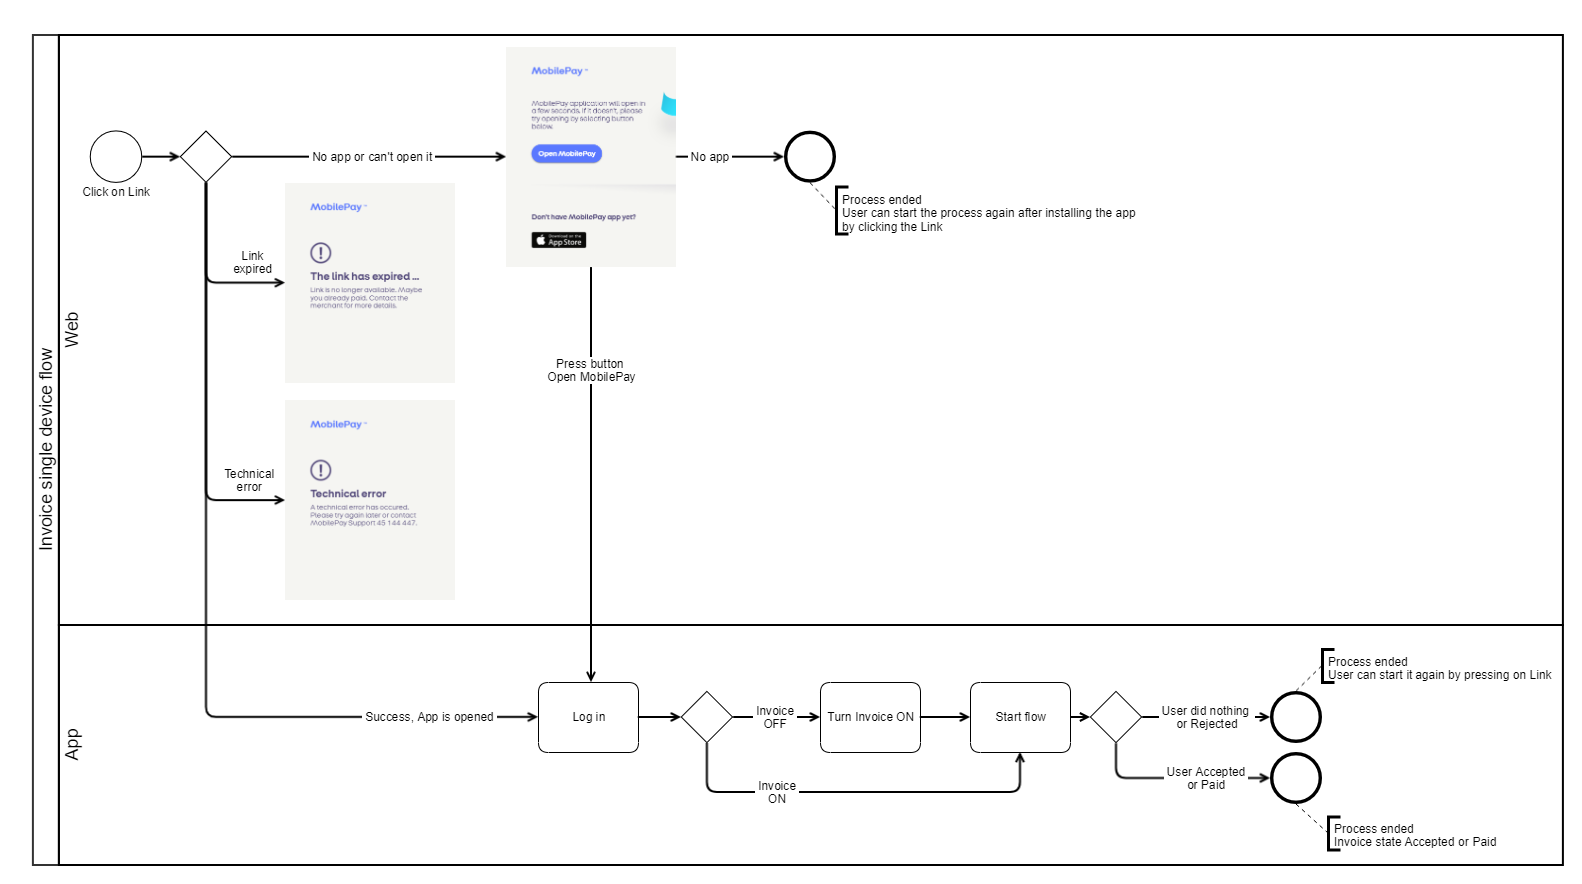 Invoice single device flow
Web
Click on Link
No app or can't open it
MobilePay
MobilePay application will open in
a few seconds. If it doesn't, please
try opening by selecting button
below.
Open MobilePay
Don't have MobilePay app yet?
Download on the
App Store
No app
Process ended
User can start the process again after installing the app
by clicking the Link
Link
expired
MobilePay
The link has expired ...
Link is no longer available. Maybe
you already paid. Contact the
merchant for more details.
Press button
Open MobilePay
Technical
error
MobilePay
Technical error
A technical error has occured.
Please try again later or contact
MobilePay Support 45 144 447.
App
Success, App is opened
Log in
Invoice
OFF
Turn Invoice ON
Invoice
ON
Start flow
User did nothing
or Rejected
Process ended
User can start it again by pressing on Link
User Accepted
or Paid
Process ended
Invoice state Accepted or Paid